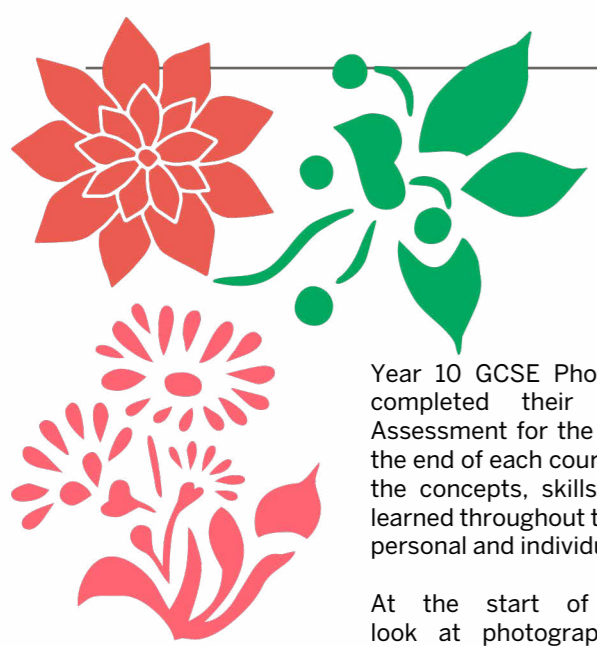 Year 10 GCSE Pho
completed their
Assessment for the
the end of each cour
the concepts, skills
learned throughout t
personal and individu
At the start of
look at photograp